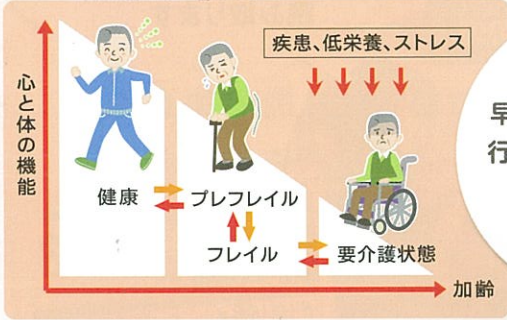 疾患、低栄養、ストレス
心と体の機能
早
行
健康
プレフレイル
フレイル
要介護状態
加齢